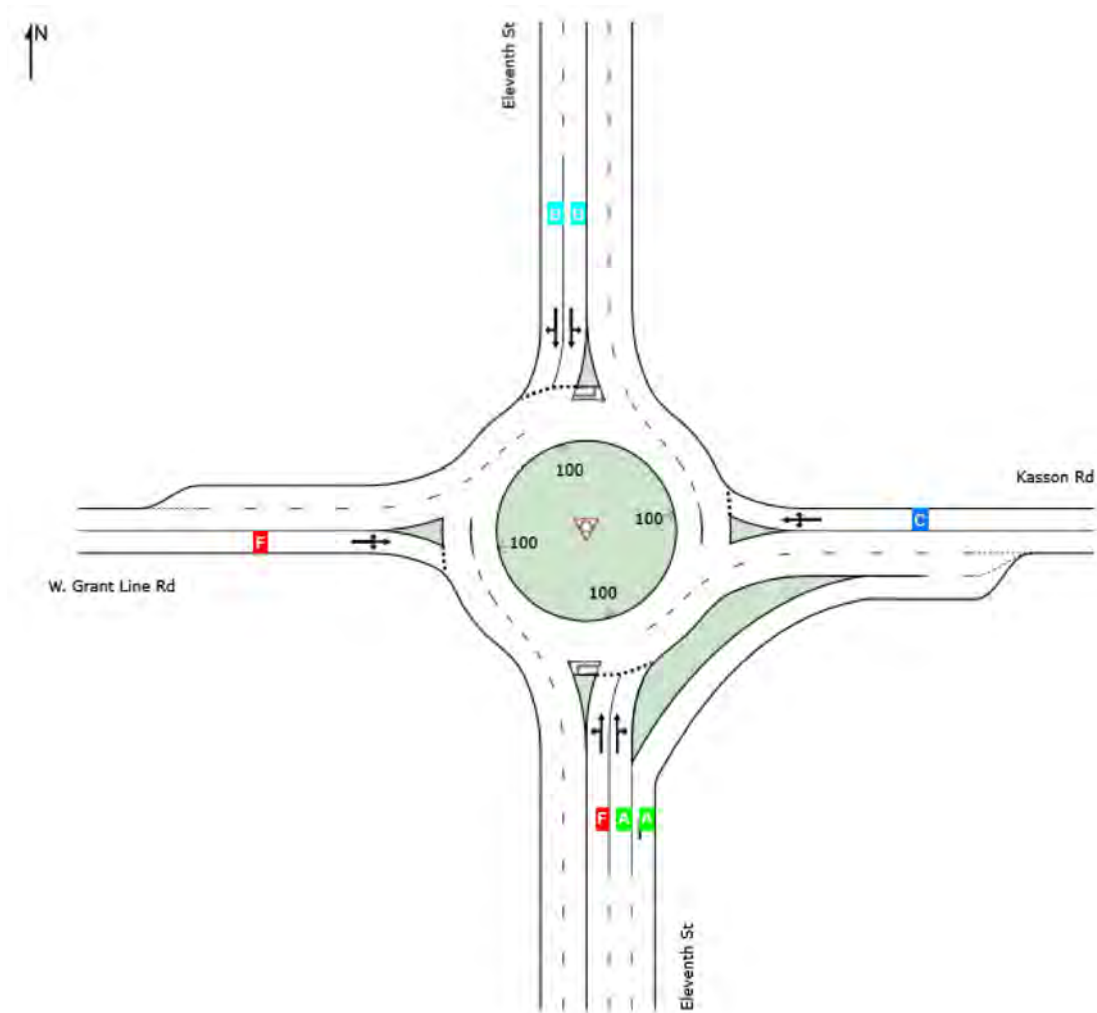 N
Eleventh St
B B
100
Kasson Rd
100
C
100
F
W. Grant Line Rd
100
F A A
Eleventh St